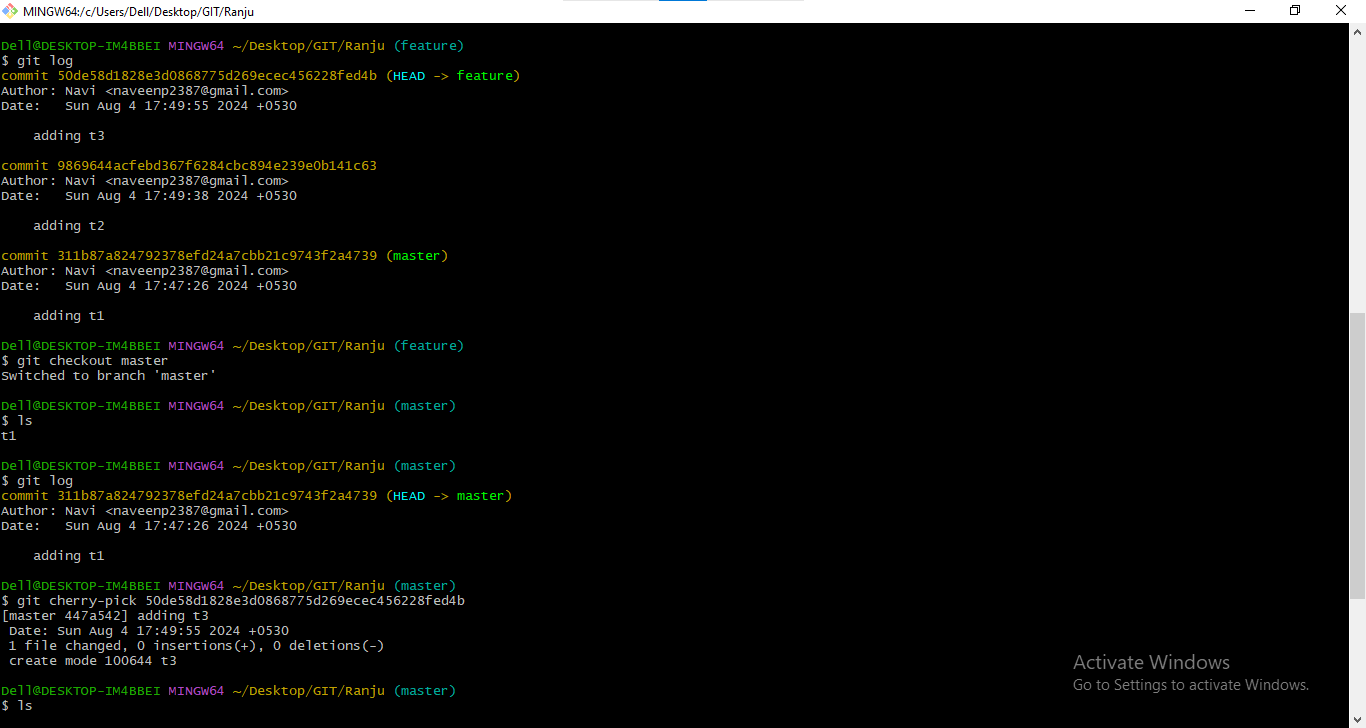 MINGW64:/c/Users/Dell/Desktop/GIT/Ranju
Dell@DESKTOP-IM4BBEI MINGW64 ~/Desktop/GIT/Ranju (feature)
$ git log
commit 50de58d1828e3d0868775d269ecec456228fed4b (HEAD -> feature)
Author: Navi <naveenp2387@gmail.com>
Date:   Sun Aug 4 17:49:55 2024 +0530
    adding t3
commit 9869644acfebd367f6284cbc894e239e0b141c63
Author: Navi <naveenp2387@gmail.com>
Date:   Sun Aug 4 17:49:38 2024 +0530
    adding t2
commit 311b87a824792378efd24a7cbb21c9743f2a4739 (master)
Author: Navi <naveenp2387@gmail.com>
Date:   Sun Aug 4 17:47:26 2024 +0530
    adding t1
Dell@DESKTOP-IM4BBEI MINGW64 ~/Desktop/GIT/Ranju (feature)
$ git checkout master
Switched to branch 'master'
Dell@DESKTOP-IM4BBEI MINGW64 ~/Desktop/GIT/Ranju (master)
$ ls
t1
Dell@DESKTOP-IM4BBEI MINGW64 ~/Desktop/GIT/Ranju (master)
$ git log
commit 311b87a824792378efd24a7cbb21c9743f2a4739 (HEAD -> master)
Author: Navi <naveenp2387@gmail.com>
Date:   Sun Aug 4 17:47:26 2024 +0530
    adding t1
Dell@DESKTOP-IM4BBEI MINGW64 ~/Desktop/GIT/Ranju (master)
$ git cherry-pick 50de58d1828e3d0868775d269ecec456228fed4b
[master 447a542] adding t3
 Date: Sun Aug 4 17:49:55 2024 +0530
 1 file changed, 0 insertions(+), 0 deletions(-)
 create mode 100644 t3
Dell@DESKTOP-IM4BBEI MINGW64 ~/Desktop/GIT/Ranju (master)
$ ls
Activate Windows
Go to Settings to activate Windows.